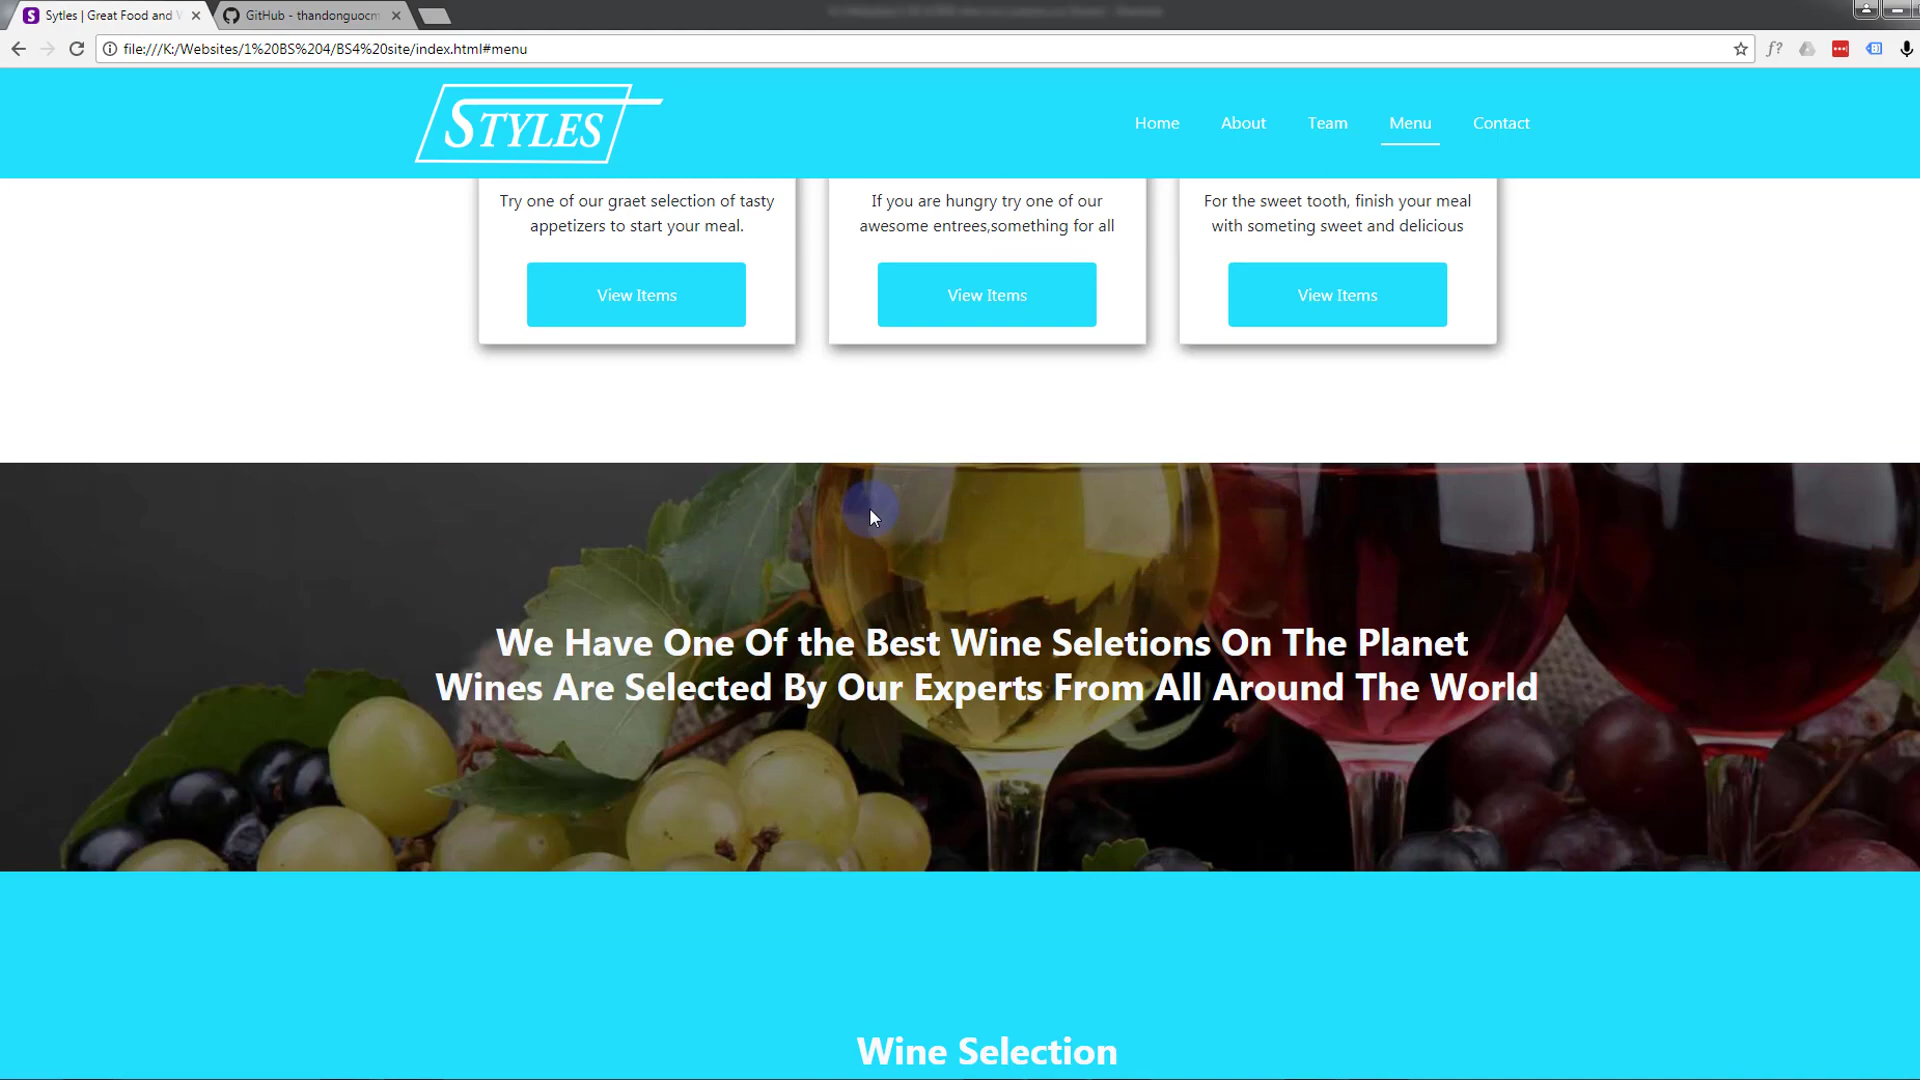 Sytles | Great Food and
GitHub - thandonguocm
file:///K:/Websites/1%20BS%204/BS4%20site/index.html#menu
STYLES
Home
About
Team
Menu
Contact
Try one of our graet selection of tasty
appetizers to start your meal.
View Items
If you are hungry try one of our
awesome entrees,something for all
View Items
For the sweet tooth, finish your meal
with someting sweet and delicious
View Items
We Have One Of the Best Wine Seletions On The Planet
Wines Are Selected By Our Experts From All Around The World
Wine Selection